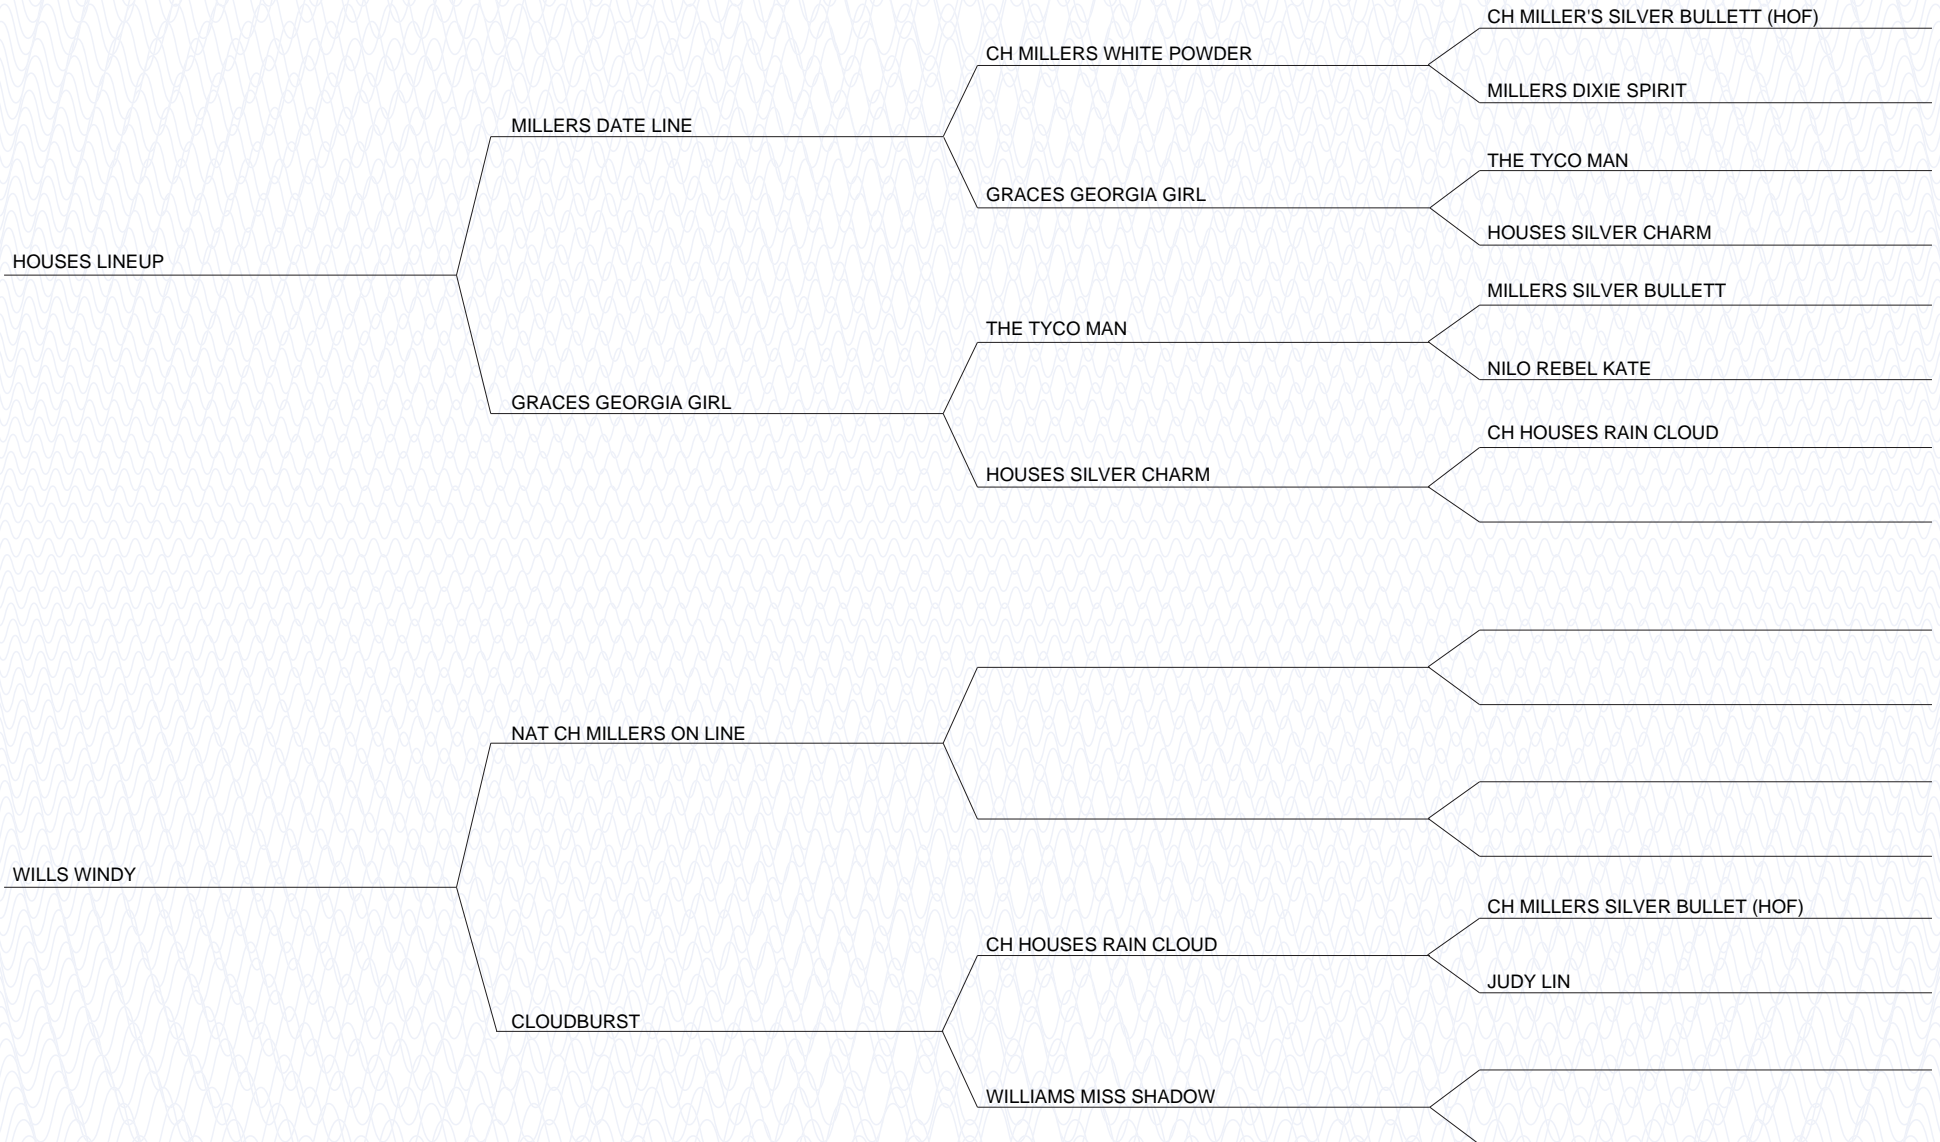 CH MILLER'S SILVER BULLETT (HOF)
CH MILLERS WHITE POWDER
MILLERS DIXIE SPIRIT
MILLERS DATE LINE
THE TYCO MAN
GRACES GEORGIA GIRL
HOUSES SILVER CHARM
HOUSES LINEUP
MILLERS SILVER BULLETT
THE TYCO MAN
NILO REBEL KATE
GRACES GEORGIA GIRL
CH HOUSES RAIN CLOUD
HOUSES SILVER CHARM
NAT CH MILLERS ON LINE
WILLS WINDY
CH MILLERS SILVER BULLET (HOF)
CH HOUSES RAIN CLOUD
JUDY LIN
CLOUDBURST
WILLIAMS MISS SHADOW